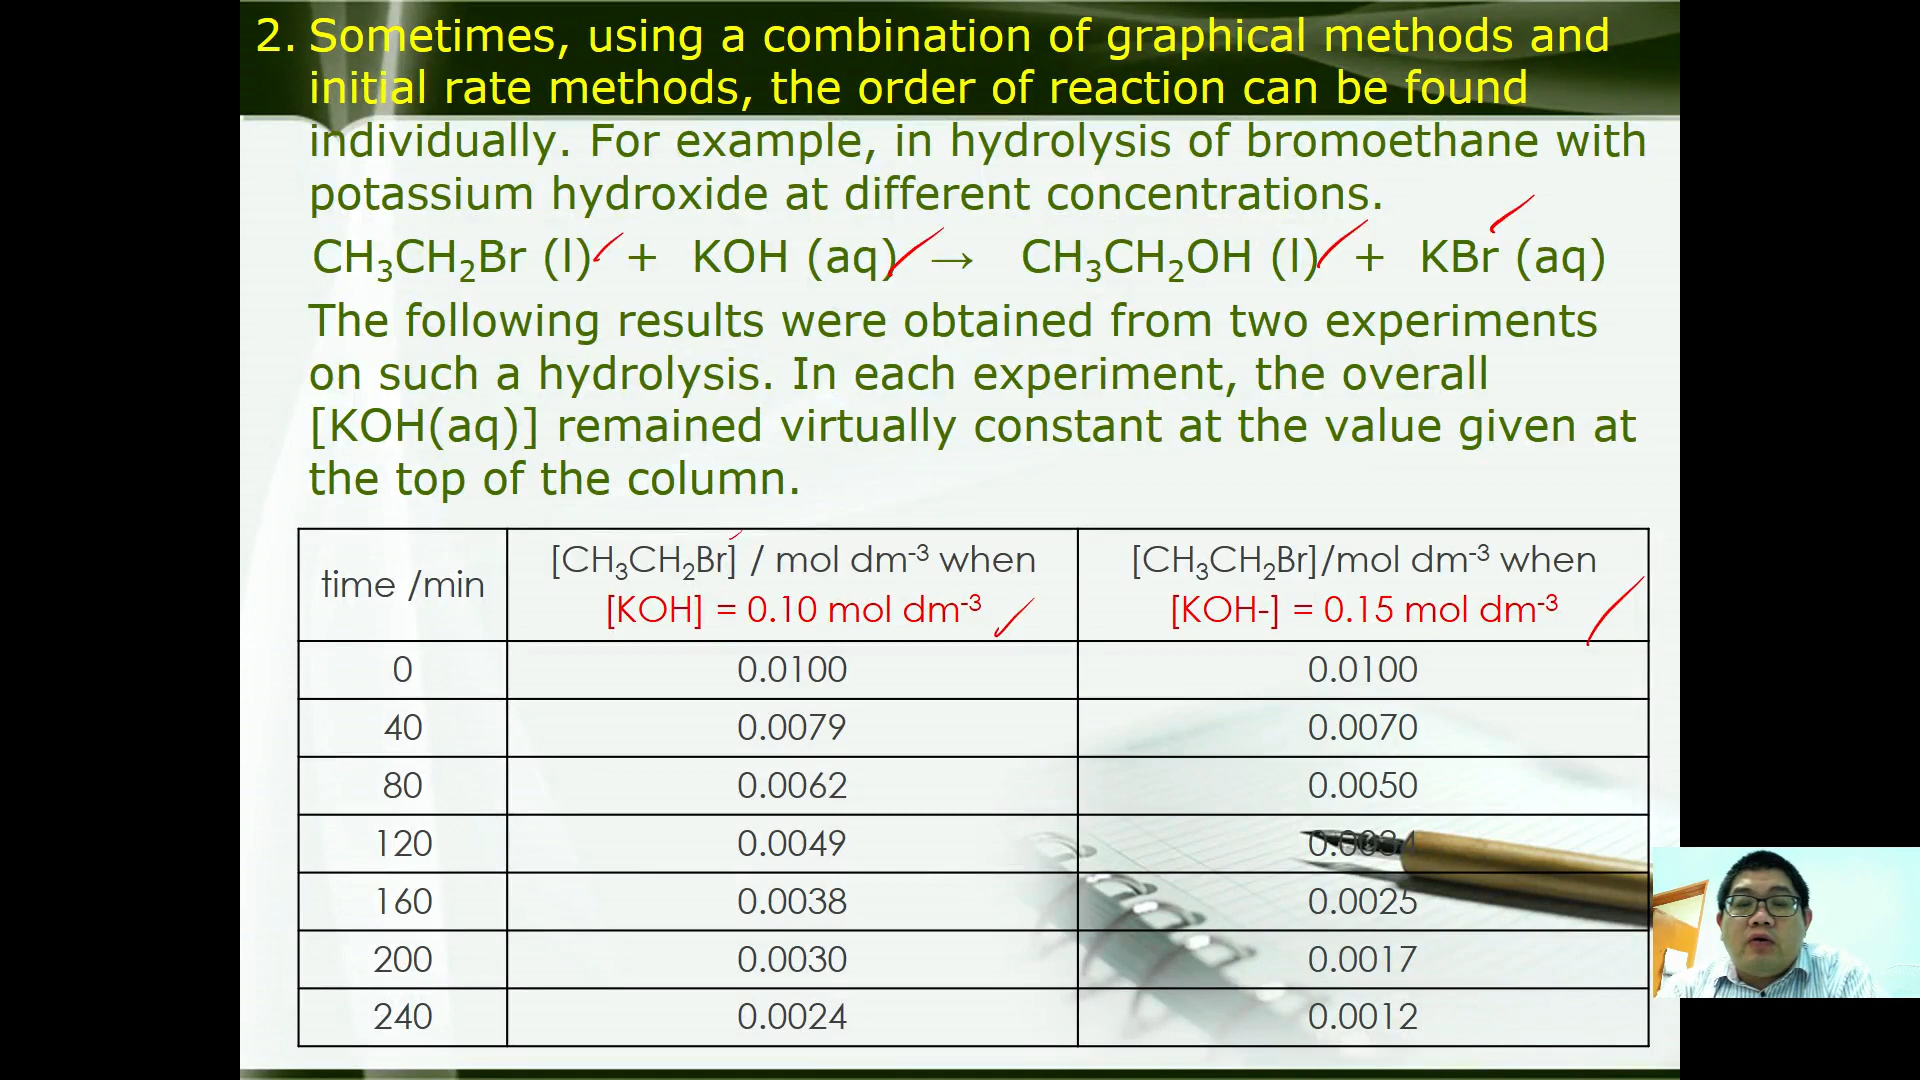 2. Sometimes, using a combination of graphical methods and
initial rate methods, the order of reaction can be found
individually. For example, in hydrolysis of bromoethane with
potassium hydroxide at different concentrations.
CH₃CH₂Br (l) + KOH (aq) → CH₃CH₂OH (l) + KBr (aq)
The following results were obtained from two experiments
on such a hydrolysis. In each experiment, the overall
[KOH(aq)] remained virtually constant at the value given at
the top of the column.
time /min
[CH₃CH₂Br] / mol dm⁻³ when
[KOH] = 0.10 mol dm⁻³
[CH₃CH₂Br]/mol dm⁻³ when
[KOH-] = 0.15 mol dm⁻³
0 0.0100 0.0100
40 0.0079 0.0070
80 0.0062 0.0050
120 0.0049
160 0.0038 0.0025
200 0.0030 0.0017
240 0.0024 0.0012